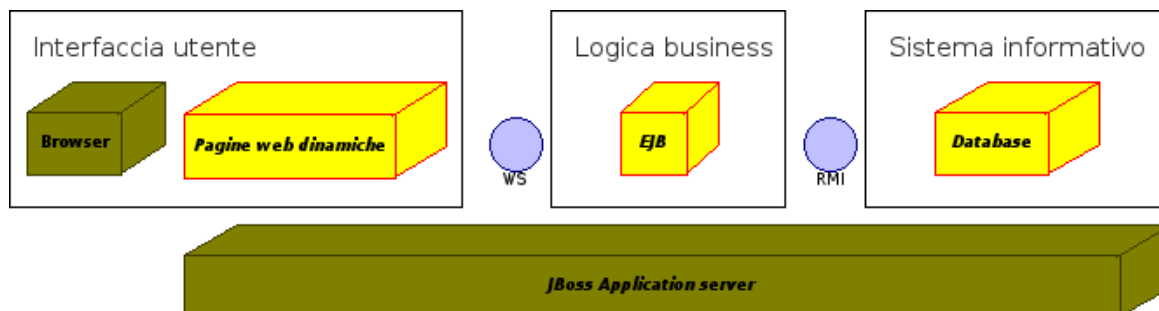 Interfaccia utente
Logica business
Sistema informativo
Browser
Pagine web dinamiche
WS
EJB
RMI
Database
JBoss Application server